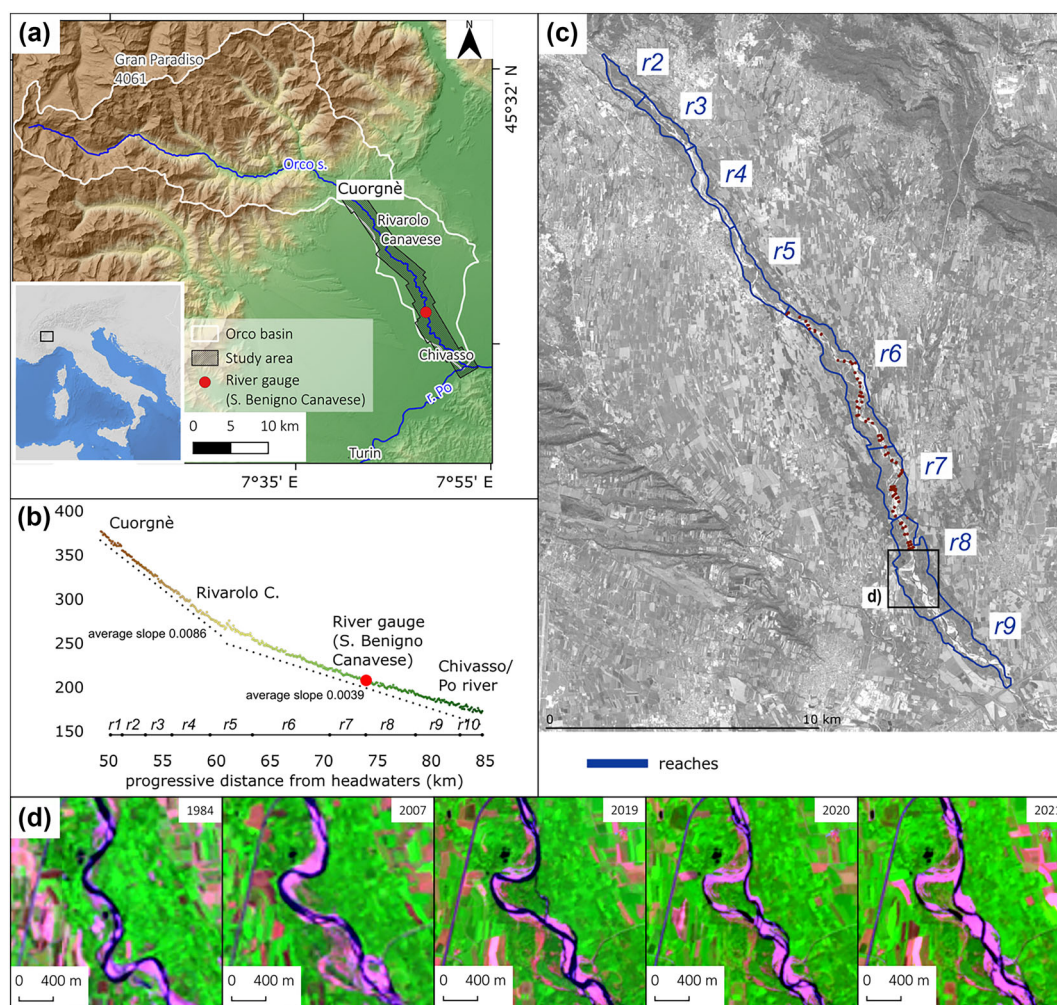 (a)
N
Gran Paradiso
4061
45°32' N
Orco s.
Cuorgnè
Rivarolo
Canavese
Orco basin
Study area
River gauge
(S. Benigno Canavese)
0 5 10 km
Chivasso
r. Po
Turin
7°35' E
7°55' E
(b)
400
350
300
250
200
150
Cuorgnè
Rivarolo C.
average slope 0.0086
River gauge
(S. Benigno
Canavese)
average slope 0.0039
Chivasso/
Po river
r1 r2 r3 r4 r5 r6 r7 r8 r9 r10
50 55 60 65 70 75 80 85
progressive distance from headwaters (km)
(c)
r2
r3
r4
r5
r6
r7
r8
d)
r9
0 10 km
reaches
(d)
1984
2007
2019
2020
2021
0 400 m
0 400 m
0 400 m
0 400 m
0 400 m